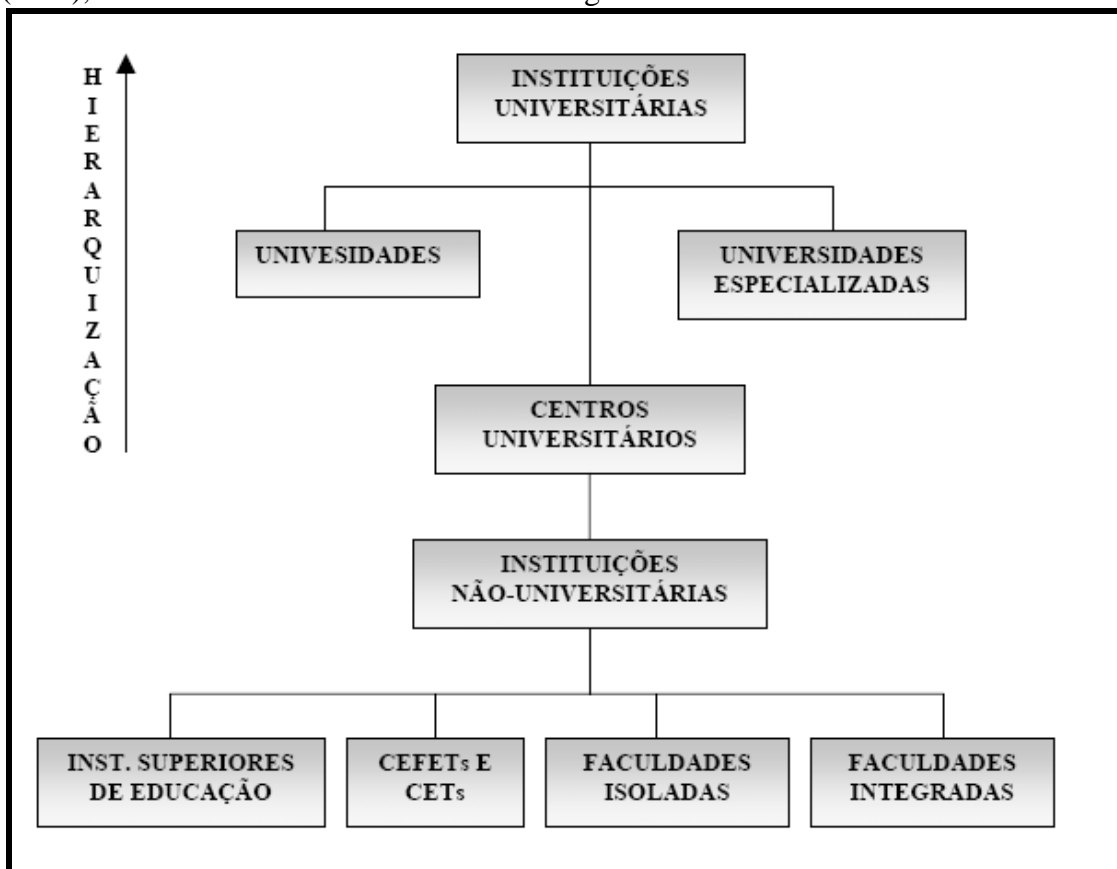 HIERARQUIZAÇÃO
INSTITUIÇÕES
UNIVERSITÁRIAS
UNIVESIDADES
UNIVERSIDADES
ESPECIALIZADAS
CENTROS
UNIVERSITÁRIOS
INSTITUIÇÕES
NÃO-UNIVERSITÁRIAS
INST. SUPERIORES
DE EDUCAÇÃO
CEFETs E
CETs
FACULDADES
ISOLADAS
FACULDADES
INTEGRADAS